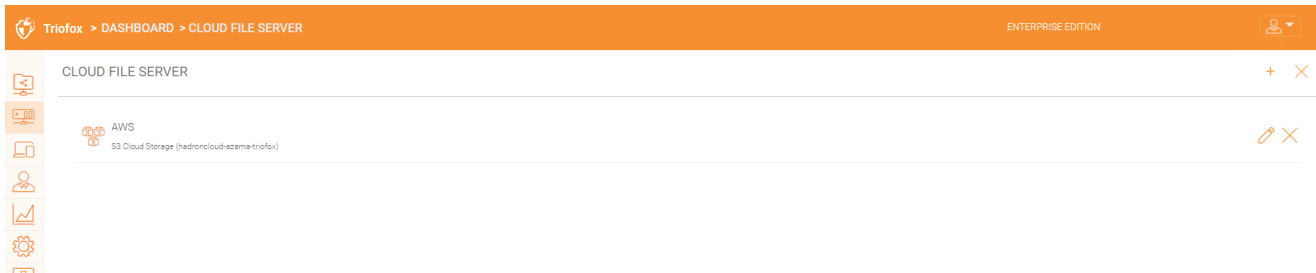 Triofox > DASHBOARD > CLOUD FILE SERVER
ENTERPRISE EDITION
CLOUD FILE SERVER
AWS
S3 Cloud Storage (hadroncloud-azama-triofox)